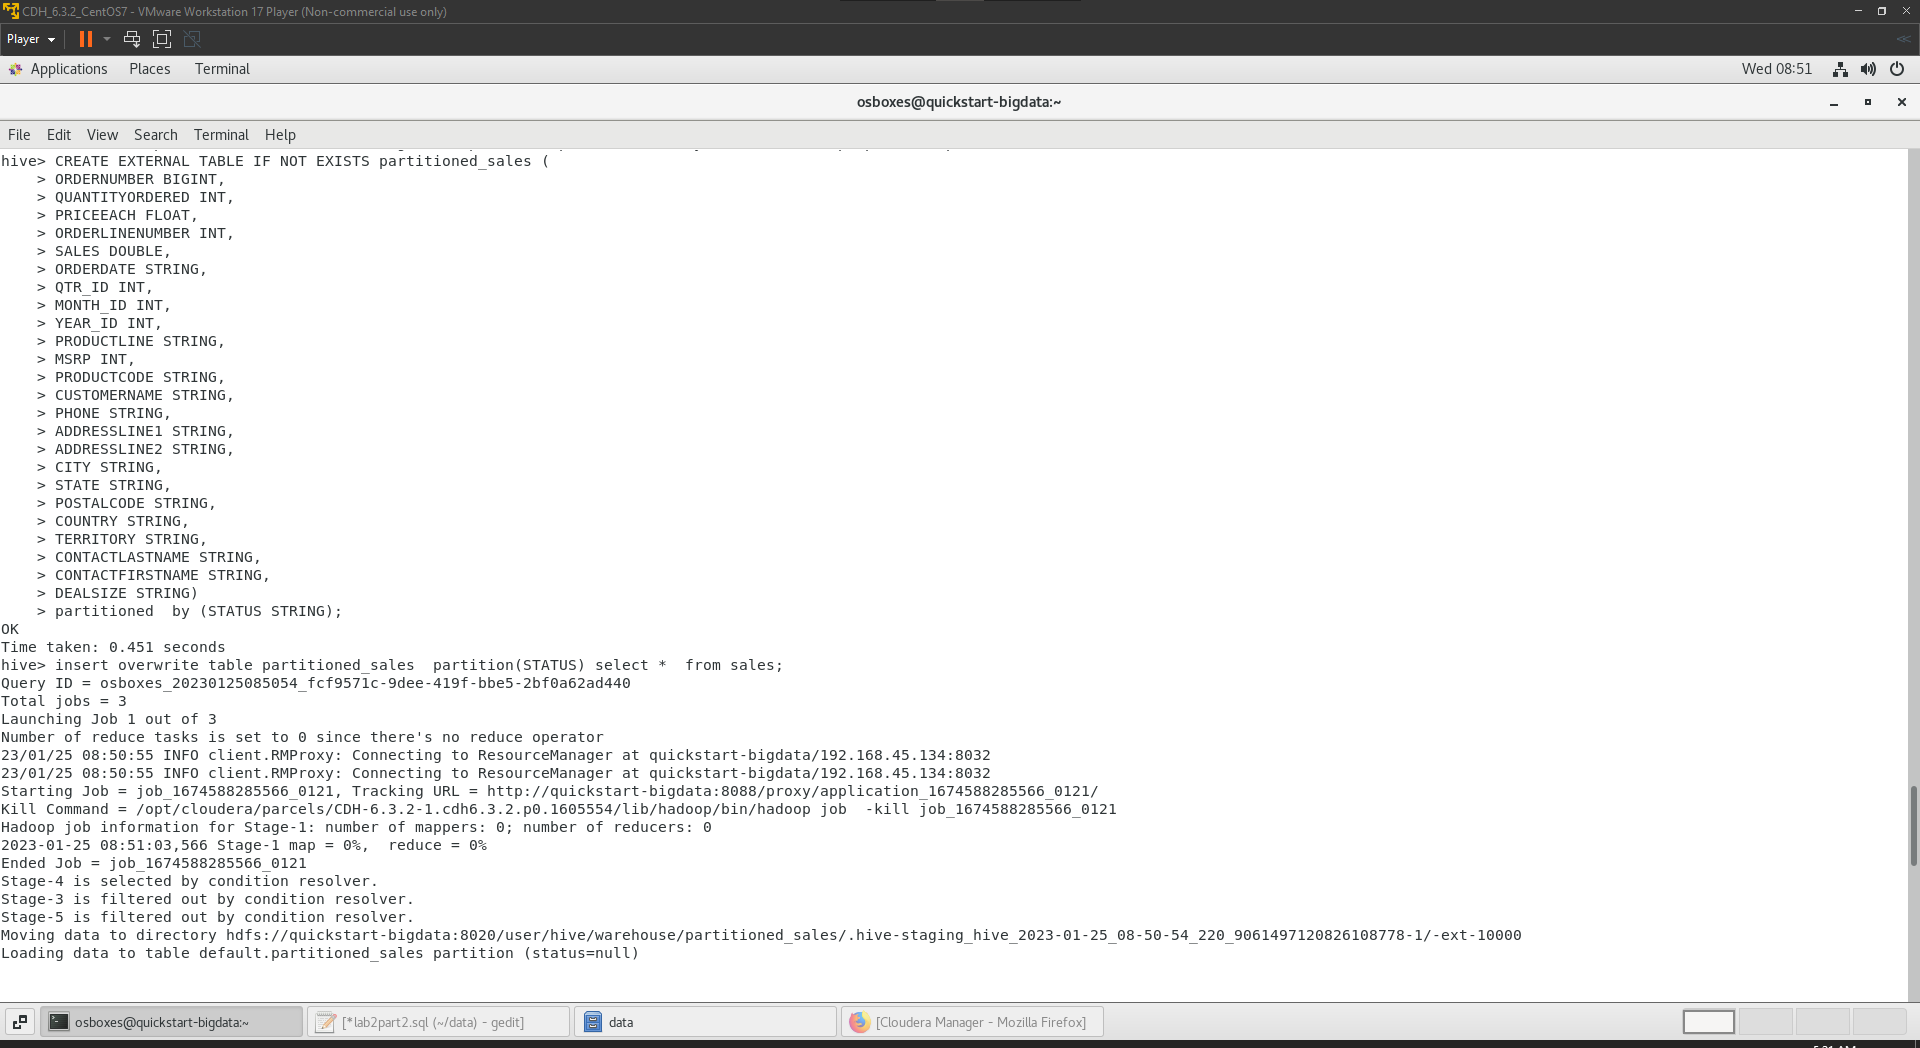 CDH_6.3.2_CentOS7 - VMware Workstation 17 Player (Non-commercial use only)
Player
Applications Places Terminal Wed 08:51
osboxes@quickstart-bigdata:~
File Edit View Search Terminal Help
hive> CREATE EXTERNAL TABLE IF NOT EXISTS partitioned_sales (
    > ORDERNUMBER BIGINT,
    > QUANTITYORDERED INT,
    > PRICEEACH FLOAT,
    > ORDERLINENUMBER INT,
    > SALES DOUBLE,
    > ORDERDATE STRING,
    > QTR_ID INT,
    > MONTH_ID INT,
    > YEAR_ID INT,
    > PRODUCTLINE STRING,
    > MSRP INT,
    > PRODUCTCODE STRING,
    > CUSTOMERNAME STRING,
    > PHONE STRING,
    > ADDRESSLINE1 STRING,
    > ADDRESSLINE2 STRING,
    > CITY STRING,
    > STATE STRING,
    > POSTALCODE STRING,
    > COUNTRY STRING,
    > TERRITORY STRING,
    > CONTACTLASTNAME STRING,
    > CONTACTFIRSTNAME STRING,
    > DEALSIZE STRING)
    > partitioned  by (STATUS STRING);
OK
Time taken: 0.451 seconds
hive> insert overwrite table partitioned_sales  partition(STATUS) select *  from sales;
Query ID = osboxes_20230125085054_fcf9571c-9dee-419f-bbe5-2bf0a62ad440
Total jobs = 3
Launching Job 1 out of 3
Number of reduce tasks is set to 0 since there's no reduce operator
23/01/25 08:50:55 INFO client.RMProxy: Connecting to ResourceManager at quickstart-bigdata/192.168.45.134:8032
23/01/25 08:50:55 INFO client.RMProxy: Connecting to ResourceManager at quickstart-bigdata/192.168.45.134:8032
Starting Job = job_1674588285566_0121, Tracking URL = http://quickstart-bigdata:8088/proxy/application_1674588285566_0121/
Kill Command = /opt/cloudera/parcels/CDH-6.3.2-1.cdh6.3.2.p0.1605554/lib/hadoop/bin/hadoop job  -kill job_1674588285566_0121
Hadoop job information for Stage-1: number of mappers: 0; number of reducers: 0
2023-01-25 08:51:03,566 Stage-1 map = 0%,  reduce = 0%
Ended Job = job_1674588285566_0121
Stage-4 is selected by condition resolver.
Stage-3 is filtered out by condition resolver.
Stage-5 is filtered out by condition resolver.
Moving data to directory hdfs://quickstart-bigdata:8020/user/hive/warehouse/partitioned_sales/.hive-staging_hive_2023-01-25_08-50-54_220_9061497120826108778-1/-ext-10000
Loading data to table default.partitioned_sales partition (status=null)
osboxes@quickstart-bigdata:~ [*lab2part2.sql (~/data) - gedit] data [Cloudera Manager - Mozilla Firefox]